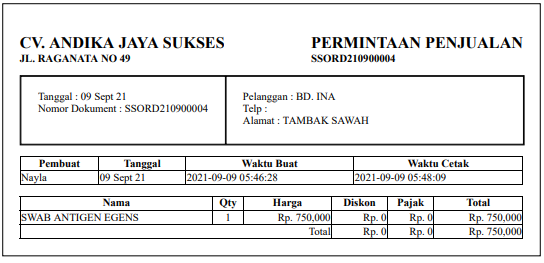 CV. ANDIKA JAYA SUKSES PERMINTAAN PENJUALAN
JL. RAGANATA NO 49 SSORD210900004
Tanggal : 09 Sept 21 Pelanggan : BD. INA
Nomor Dokument : SSORD210900004 Telp :
Alamat : TAMBAK SAWAH
Pembuat Tanggal Waktu Buat Waktu Cetak
Nayla 09 Sept 21 2021-09-09 05:46:28 2021-09-09 05:48:09
Nama Qty Harga Diskon Pajak Total
SWAB ANTIGEN EGENS 1 Rp. 750,000 Rp. 0 Rp. 0 Rp. 750,000
Total Rp. 0 Rp. 0 Rp. 750,000